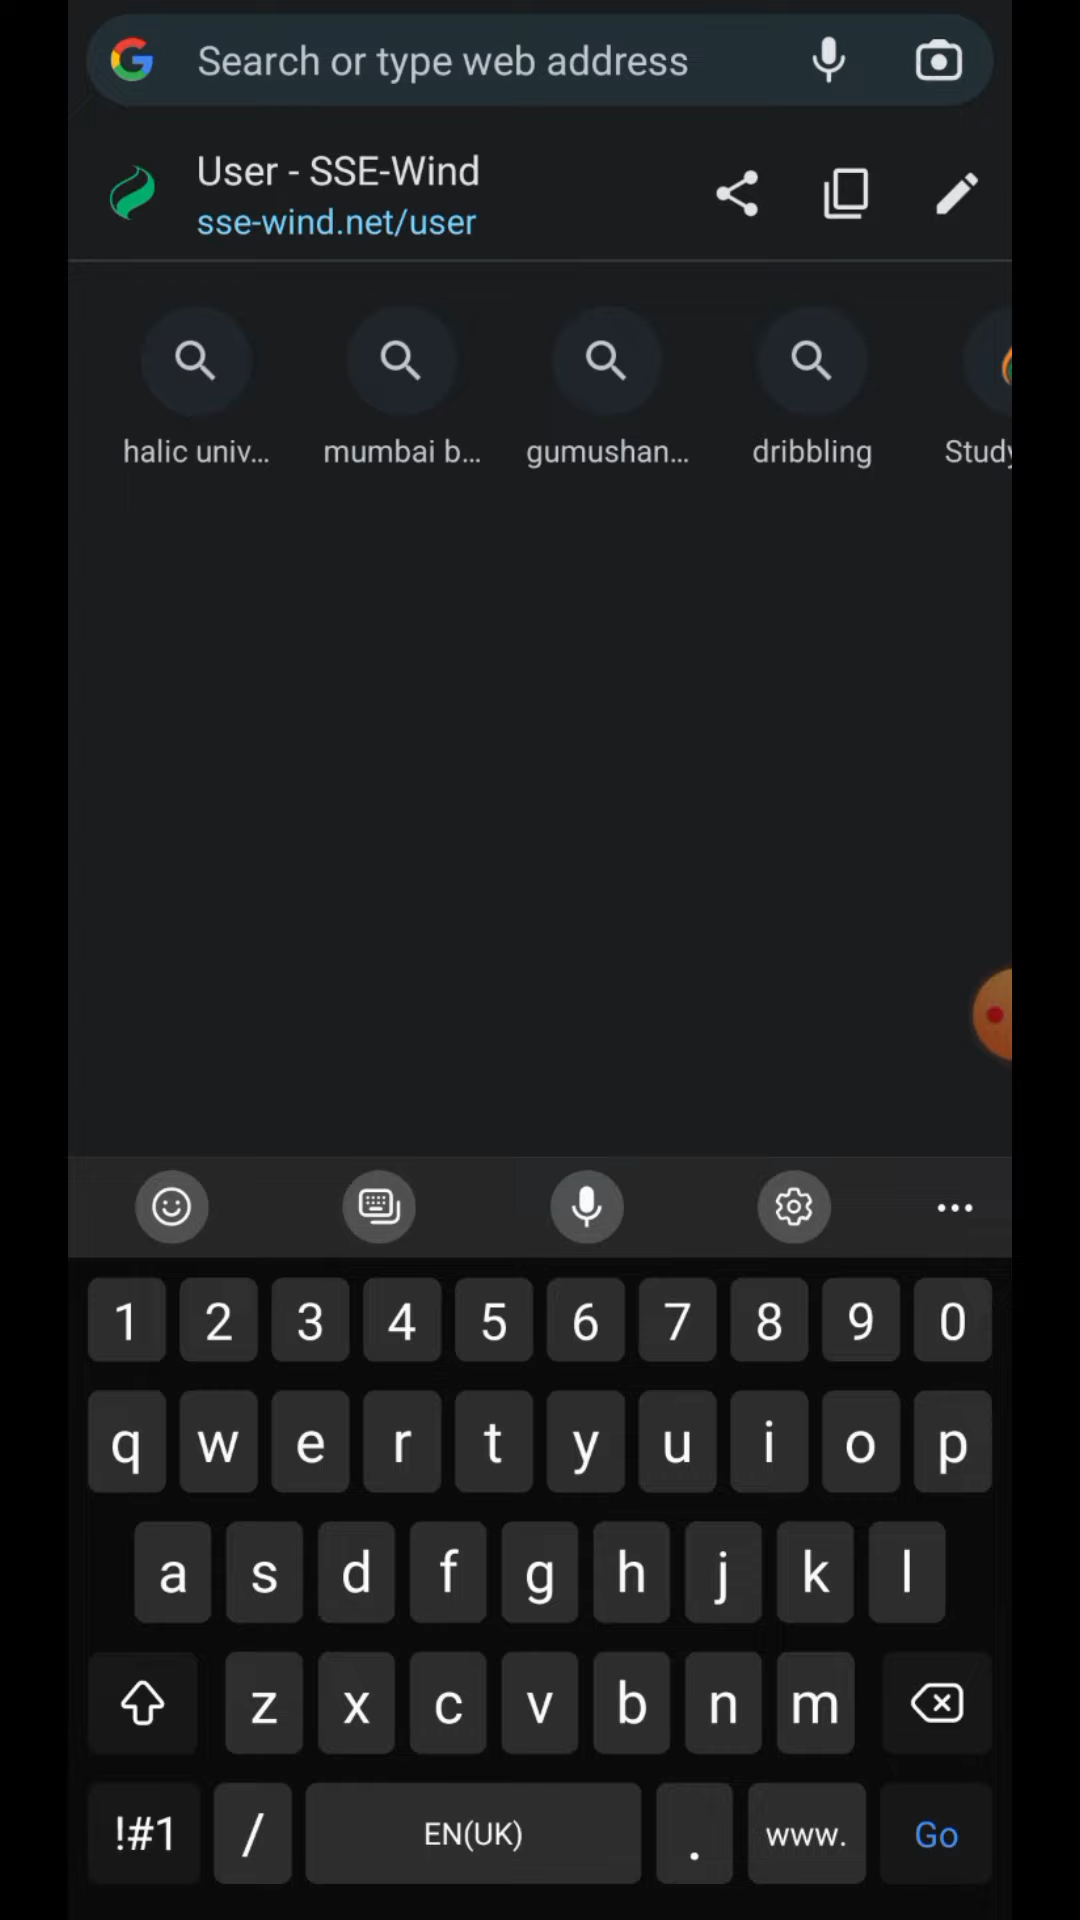 Search or type web address
User - SSE-Wind
sse-wind.net/user
halic univ...
mumbai b...
gumushan...
dribbling
Study
1 2 3 4 5 6 7 8 9 0
q w e r t y u i o p
a s d f g h j k l
z x c v b n m
!#1 / EN(UK) . www. Go